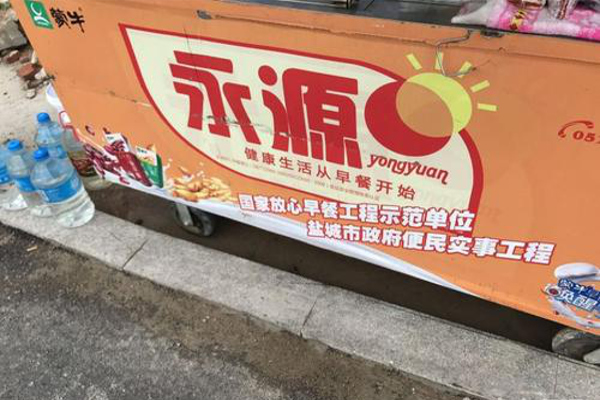 蒙牛
永源
yongyuan
健康生活从早餐开始
国家放心早餐工程示范单位
盐城市政府便民实事工程
051